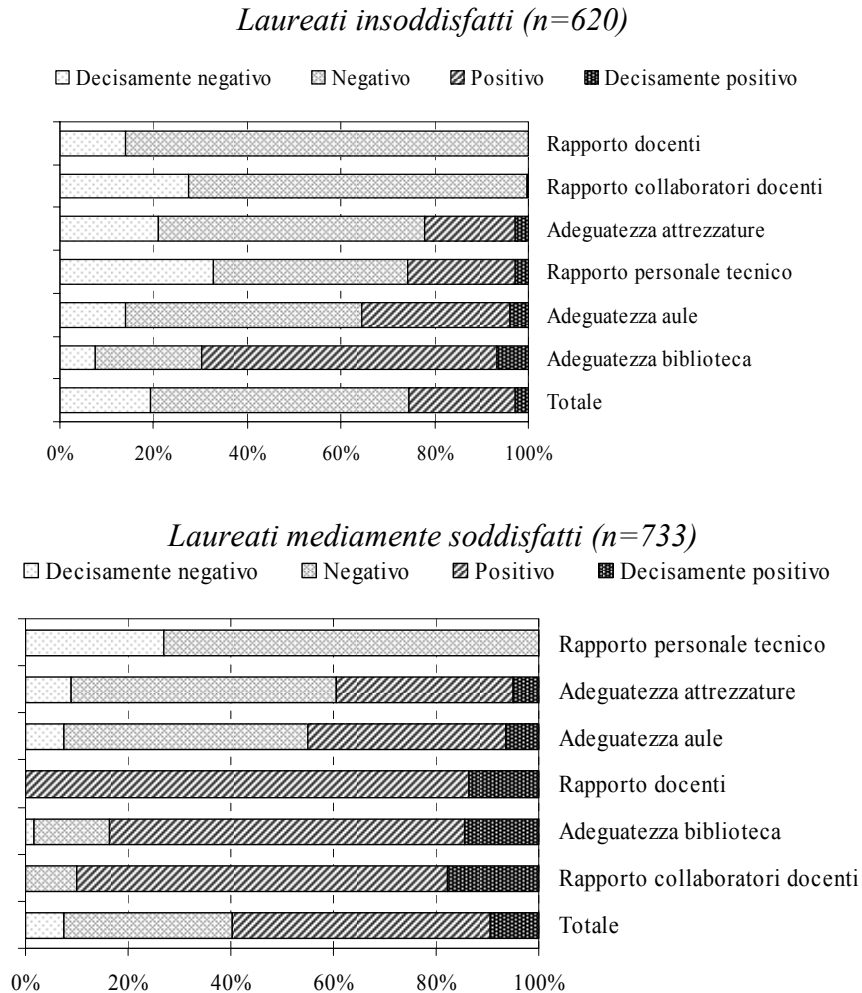 Laureati insoddisfatti (n=620)
Decisamente negativo Negativo Positivo Decisamente positivo
Rapporto docenti
Rapporto collaboratori docenti
Adeguatezza attrezzature
Rapporto personale tecnico
Adeguatezza aule
Adeguatezza biblioteca
Totale
0% 20% 40% 60% 80% 100%
Laureati mediamente soddisfatti (n=733)
Decisamente negativo Negativo Positivo Decisamente positivo
Rapporto personale tecnico
Adeguatezza attrezzature
Adeguatezza aule
Rapporto docenti
Adeguatezza biblioteca
Rapporto collaboratori docenti
Totale
0% 20% 40% 60% 80% 100%